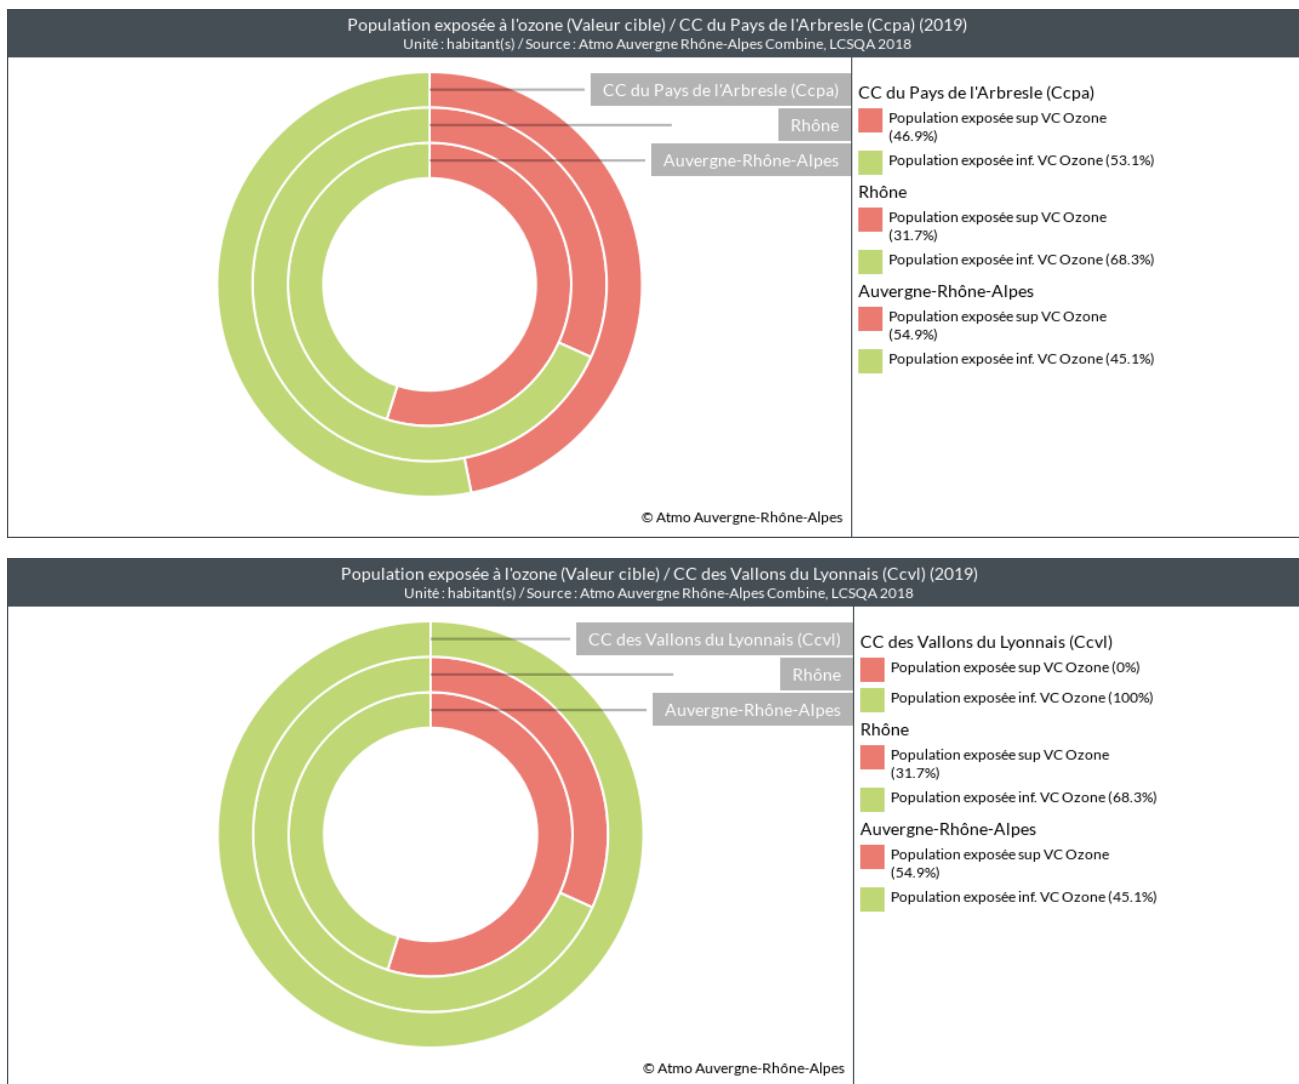 Population exposée à l'ozone (Valeur cible) / CC du Pays de l'Arbresle (Ccpa) (2019)
Unité : habitant(s) / Source : Atmo Auvergne Rhône-Alpes Combine, LCSQA 2018
CC du Pays de l'Arbresle (Ccpa)
Rhône
Auvergne-Rhône-Alpes
© Atmo Auvergne-Rhône-Alpes
CC du Pays de l'Arbresle (Ccpa)
Population exposée sup VC Ozone
(46.9%)
Population exposée inf. VC Ozone (53.1%)
Rhône
Population exposée sup VC Ozone
(31.7%)
Population exposée inf. VC Ozone (68.3%)
Auvergne-Rhône-Alpes
Population exposée sup VC Ozone
(54.9%)
Population exposée inf. VC Ozone (45.1%)
Population exposée à l'ozone (Valeur cible) / CC des Vallons du Lyonnais (Ccvl) (2019)
Unité : habitant(s) / Source : Atmo Auvergne Rhône-Alpes Combine, LCSQA 2018
CC des Vallons du Lyonnais (Ccvl)
Rhône
Auvergne-Rhône-Alpes
© Atmo Auvergne-Rhône-Alpes
CC des Vallons du Lyonnais (Ccvl)
Population exposée sup VC Ozone (0%)
Population exposée inf. VC Ozone (100%)
Rhône
Population exposée sup VC Ozone
(31.7%)
Population exposée inf. VC Ozone (68.3%)
Auvergne-Rhône-Alpes
Population exposée sup VC Ozone
(54.9%)
Population exposée inf. VC Ozone (45.1%)